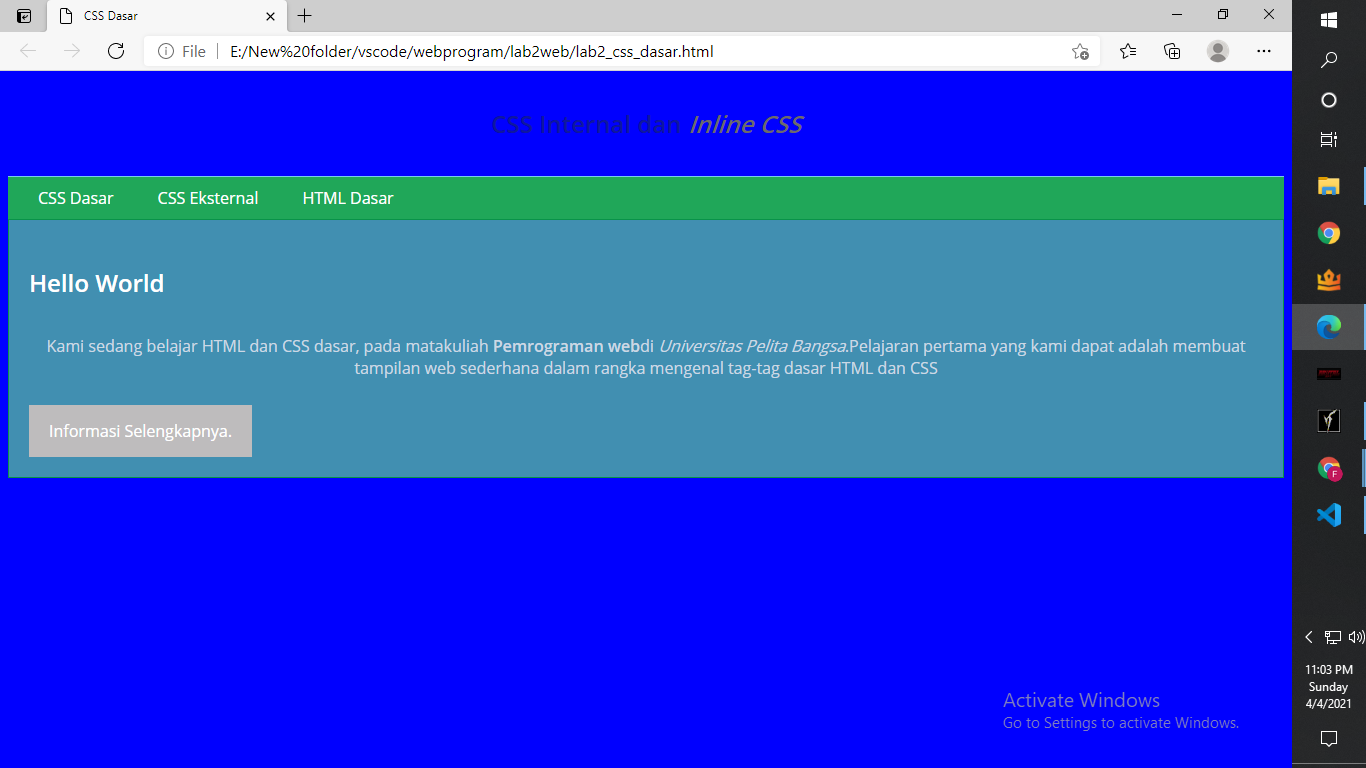 CSS Dasar
File
E:/New%20folder/vscode/webprogram/lab2web/lab2_css_dasar.html
CSS Internal dan Inline CSS
CSS Dasar
CSS Eksternal
HTML Dasar
Hello World
Kami sedang belajar HTML dan CSS dasar, pada matakuliah Pemrograman webdi Universitas Pelita Bangsa.Pelajaran pertama yang kami dapat adalah membuat
tampilan web sederhana dalam rangka mengenal tag-tag dasar HTML dan CSS
Informasi Selengkapnya.
Activate Windows
Go to Settings to activate Windows.
F
11:03 PM
Sunday
4/4/2021